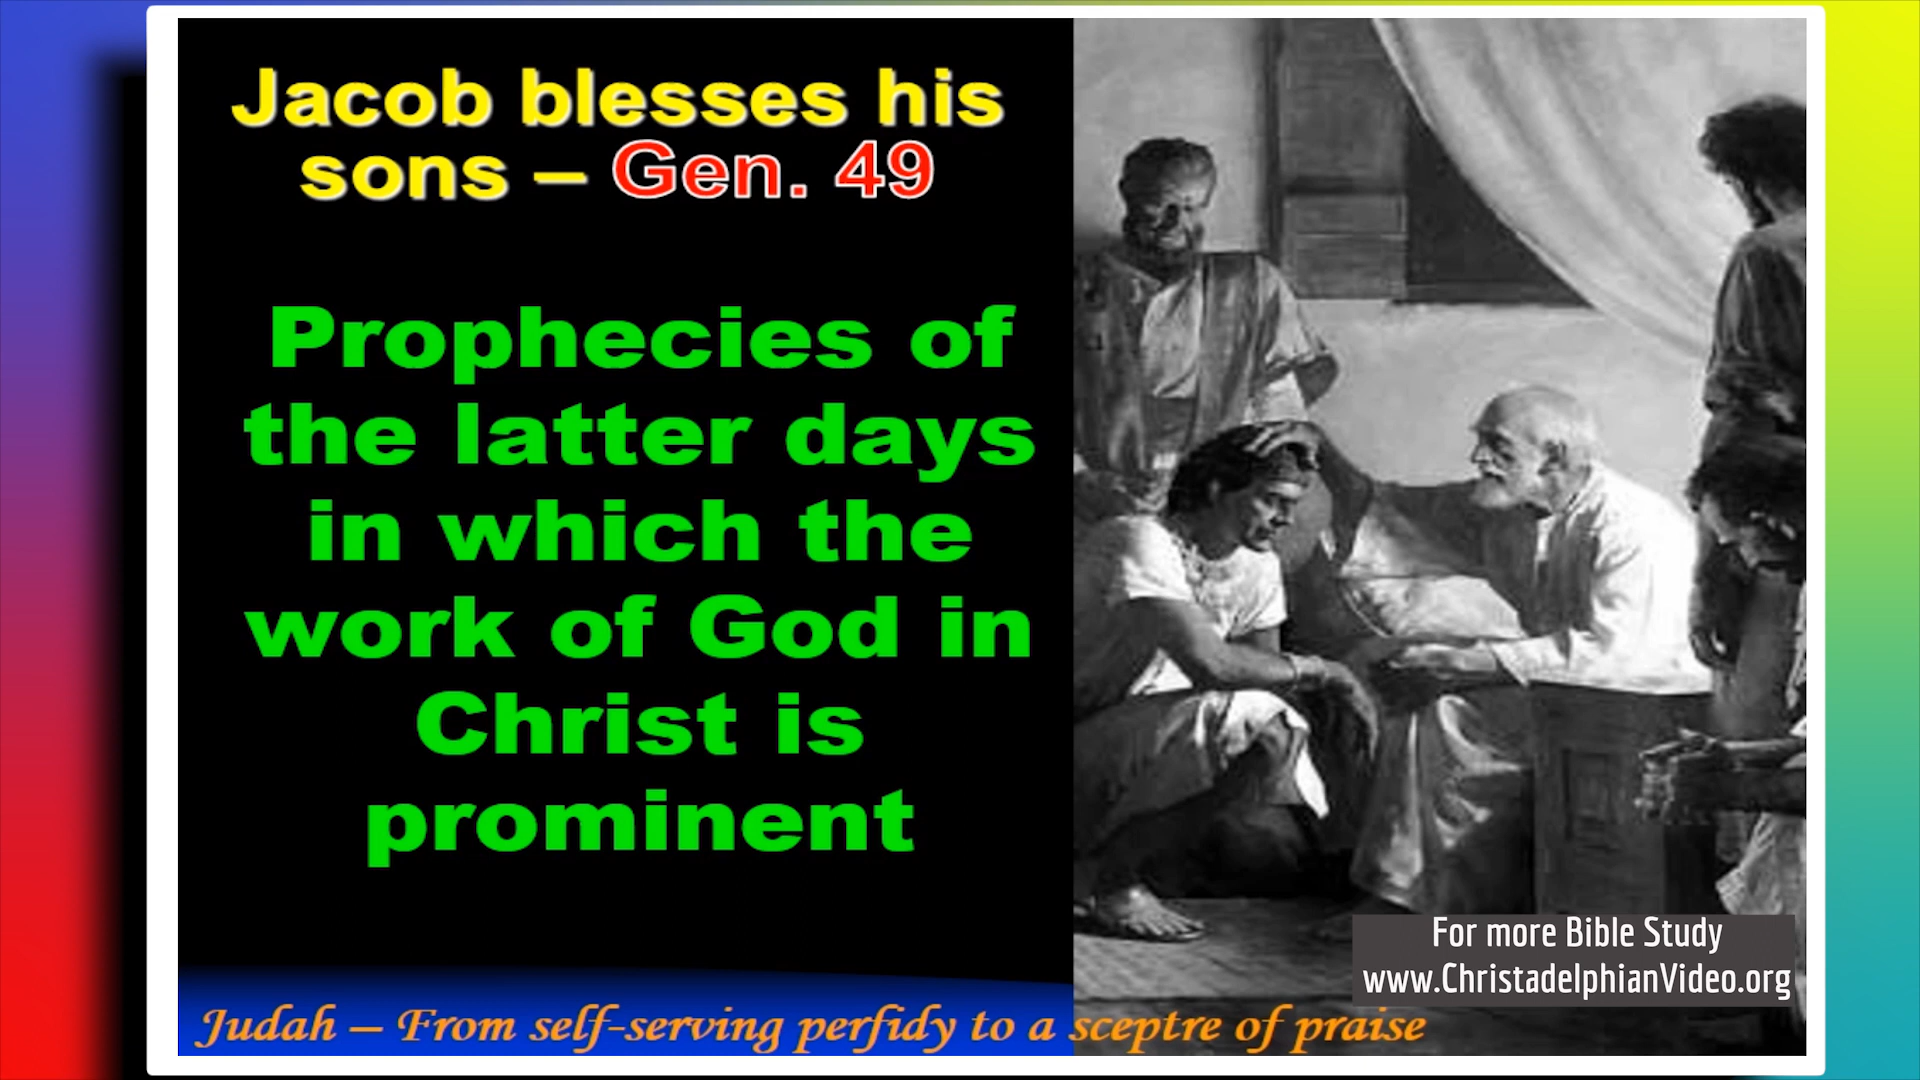 Jacob blesses his
sons – Gen. 49
Prophecies of
the latter days
in which the
work of God in
Christ is
prominent
For more Bible Study
www.ChristadelphianVideo.org
Judah – From self-serving perfidy to a sceptre of praise